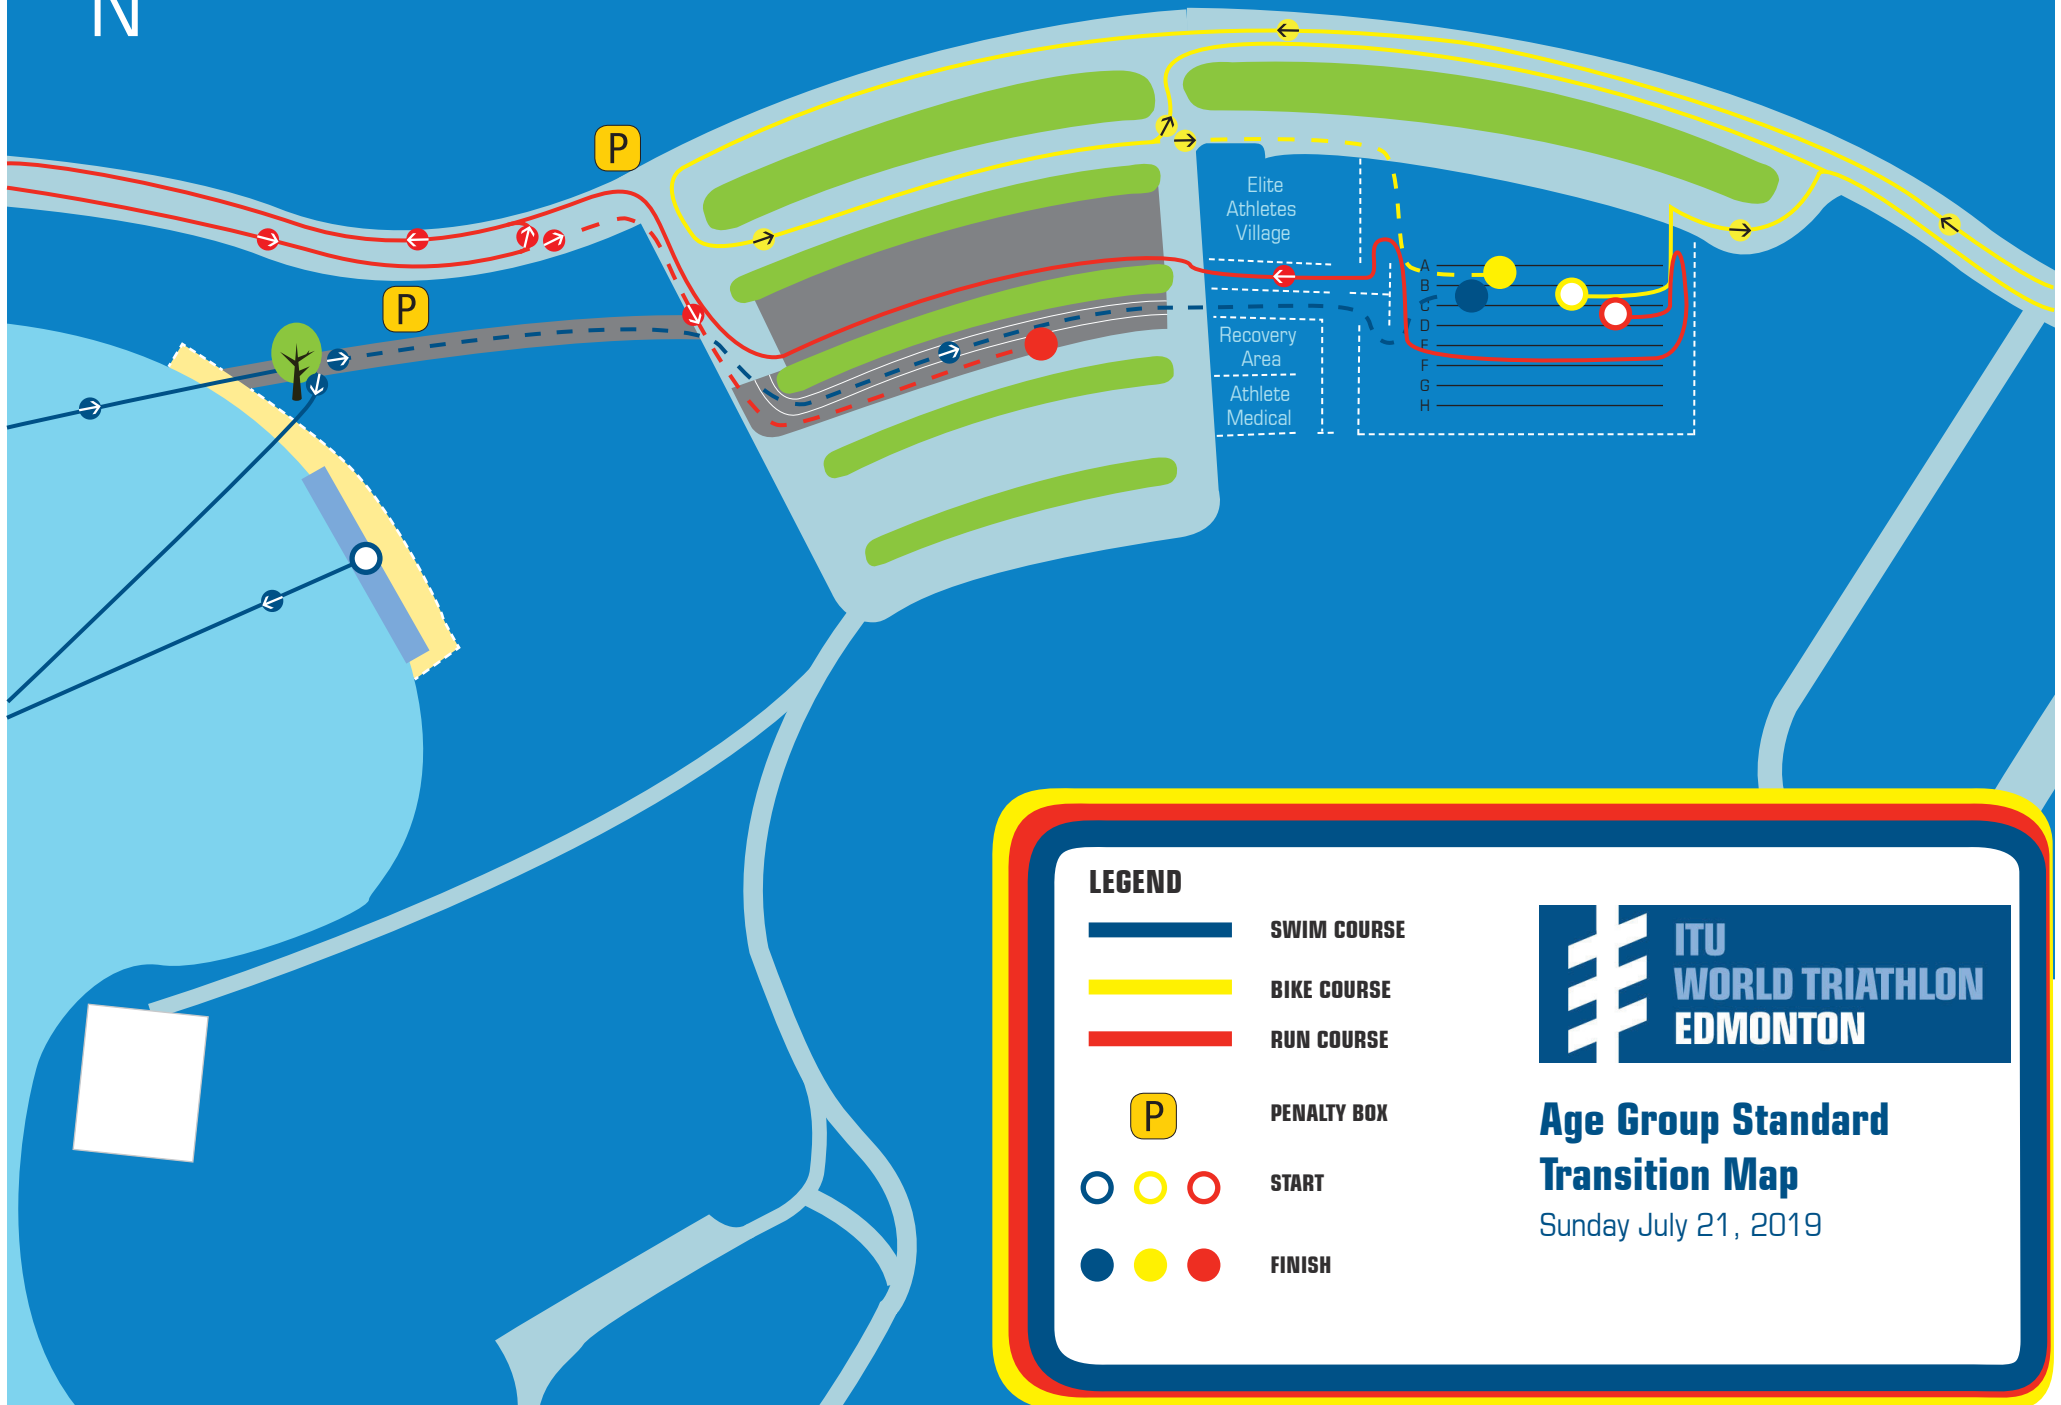 N
P
P
Elite
Athletes
Village
Recovery
Area
Athlete
Medical
A
B
C
D
E
F
G
H
LEGEND
SWIM COURSE
BIKE COURSE
RUN COURSE
P
PENALTY BOX
START
FINISH
ITU
WORLD TRIATHLON
EDMONTON
Age Group Standard
Transition Map
Sunday July 21, 2019